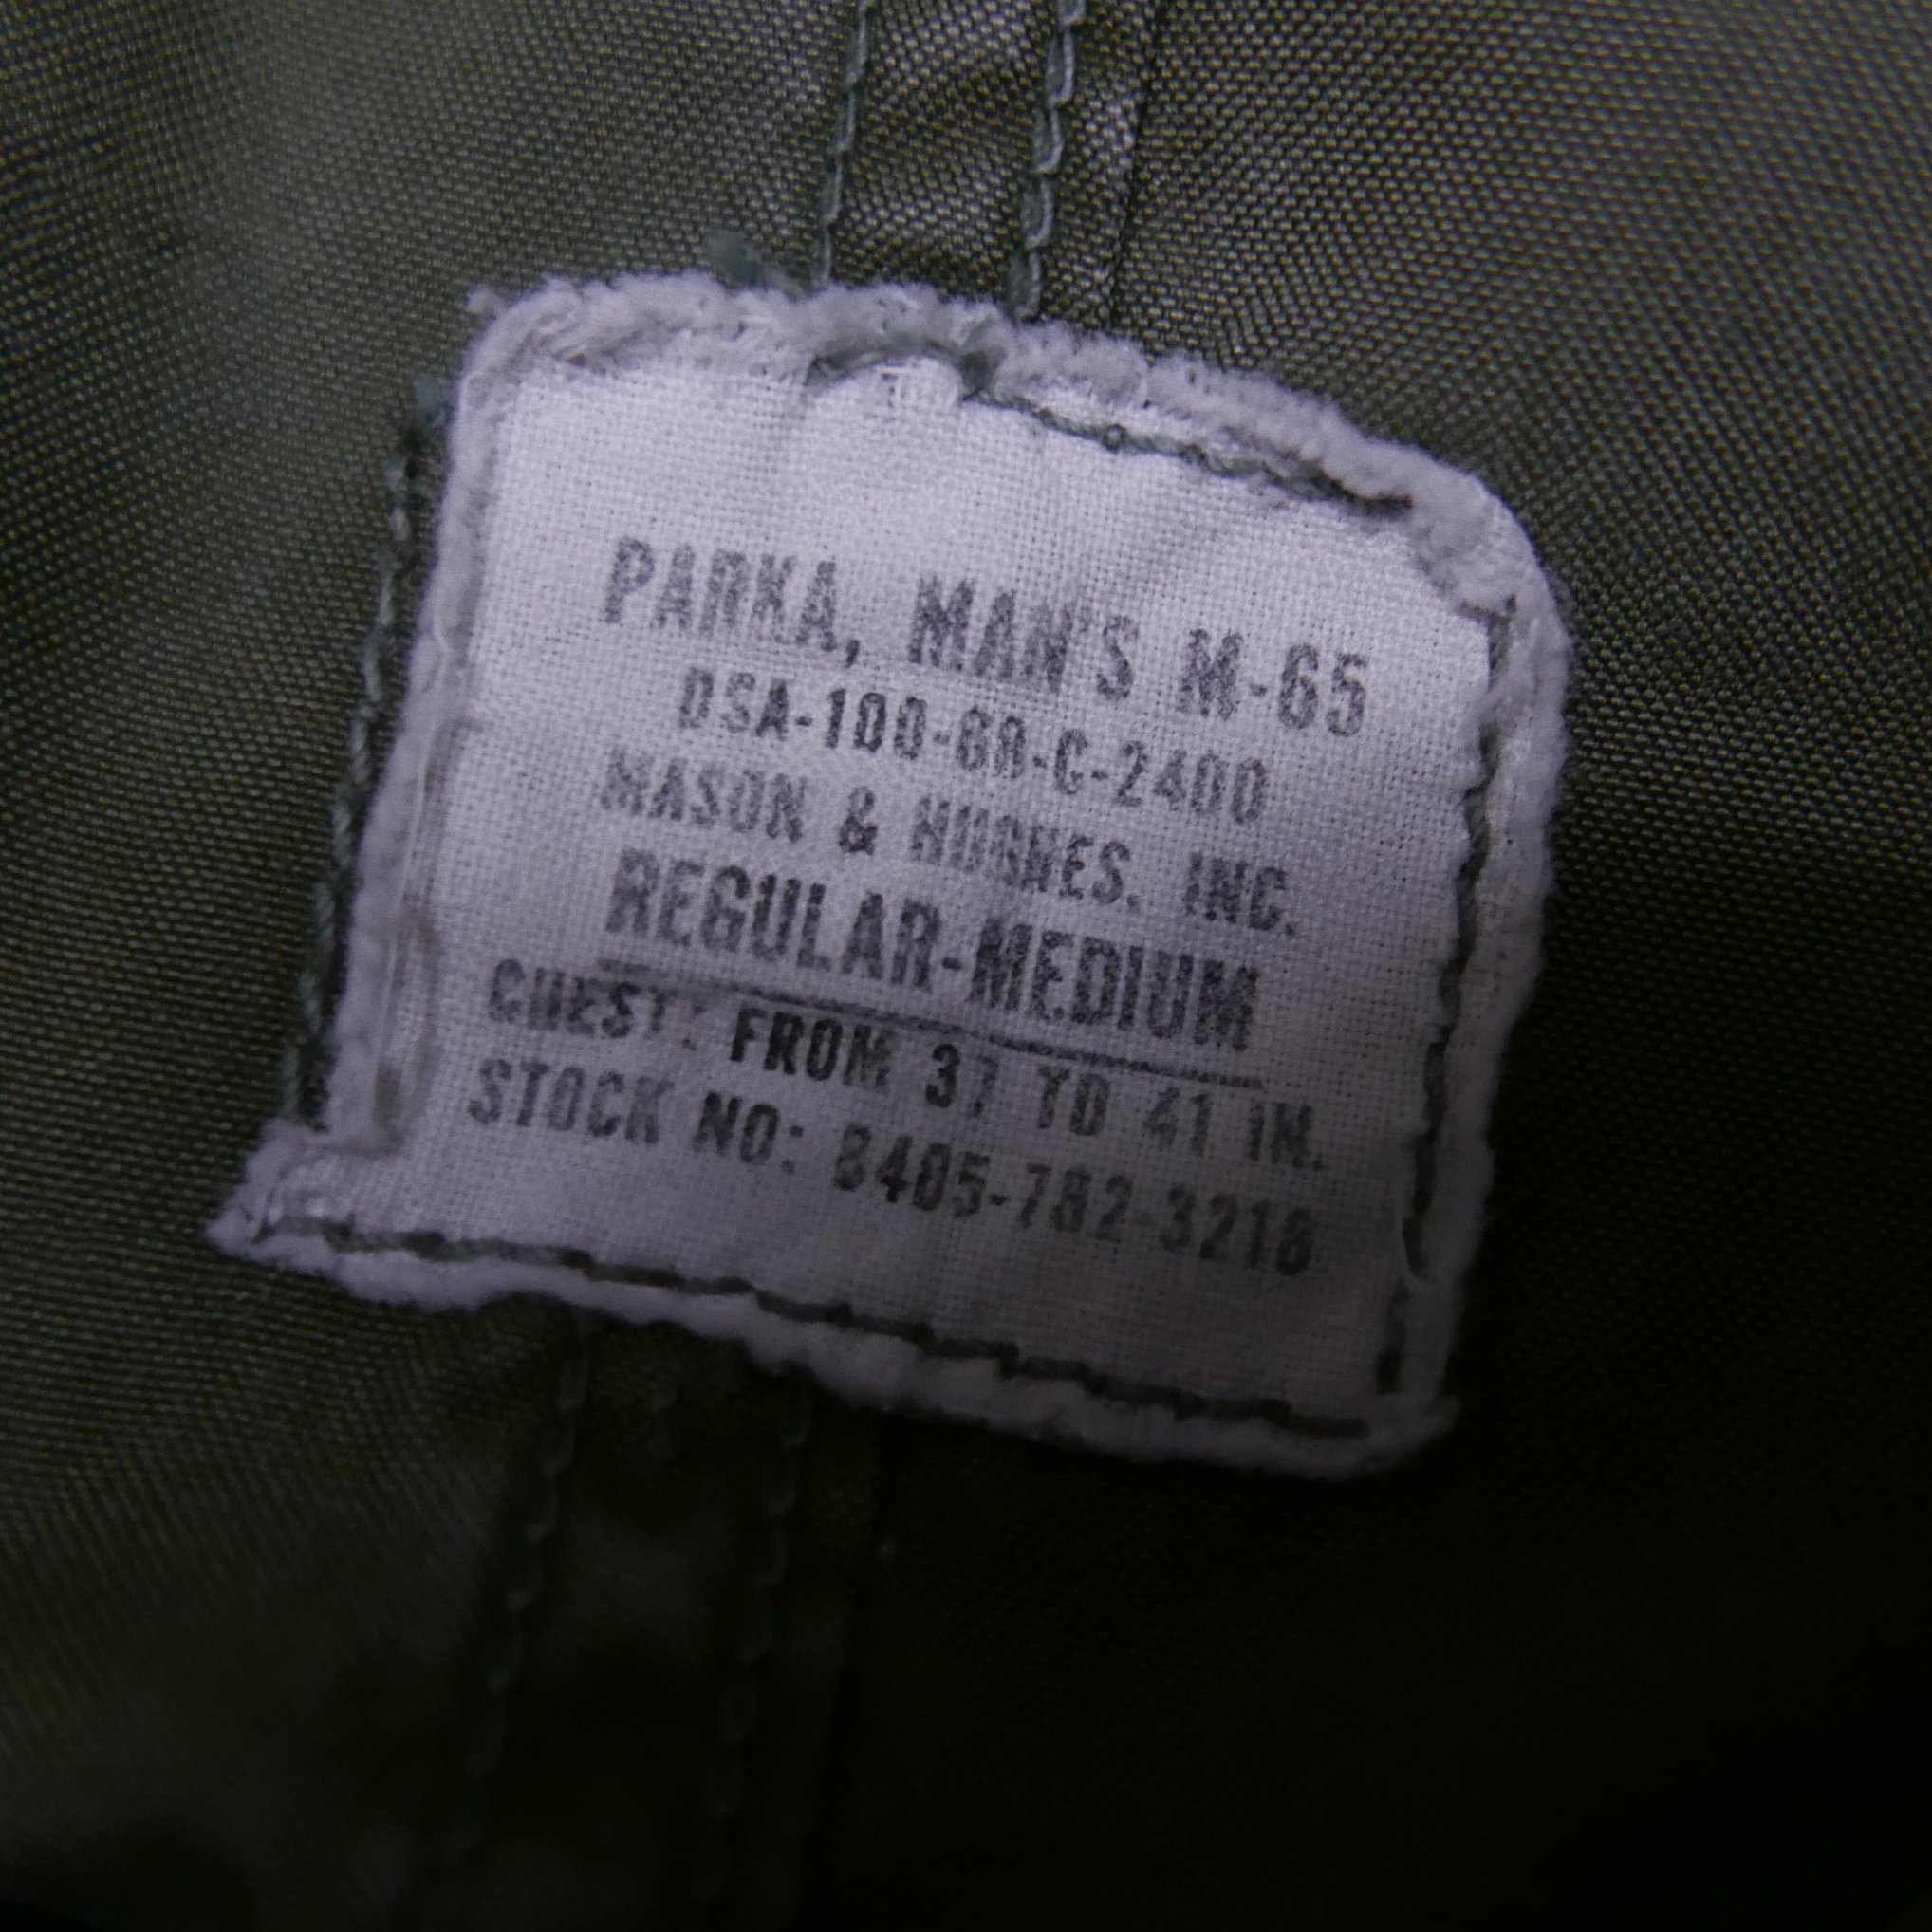 PARKA, MAN'S M-65
DSA-100-68-C-2400
MASON & HUGHES, INC.
REGULAR-MEDIUM
CHEST: FROM 37 TO 41 IN.
STOCK NO: 8405-782-3218